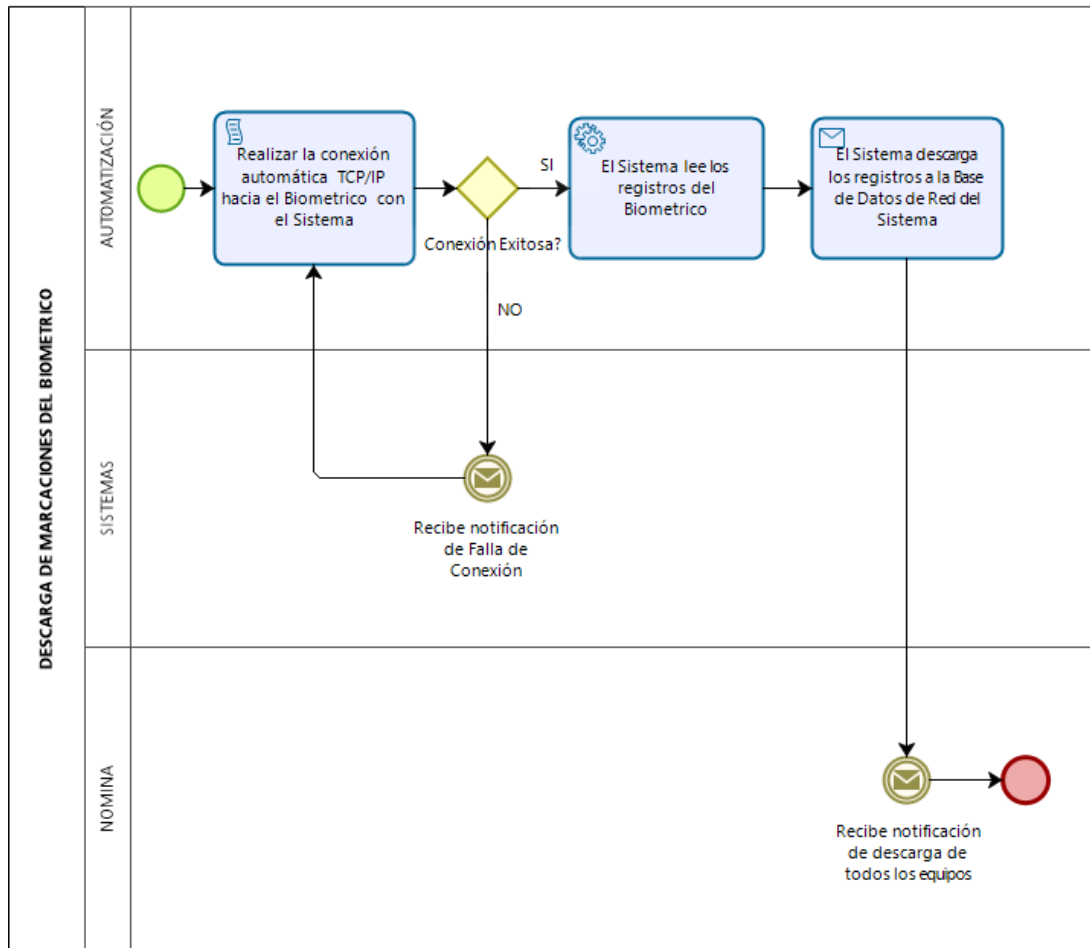 DESCARGA DE MARCACIONES DEL BIOMETRICO
AUTOMATIZACIÓN
Realizar la conexión
automática TCP/IP
hacia el Biometrico con
el Sistema
Conexión Exitosa?
SI
NO
El Sistema lee los
registros del
Biometrico
El Sistema descarga
los registros a la Base
de Datos de Red del
Sistema
SISTEMAS
Recibe notificación
de Falla de
Conexión
NOMINA
Recibe notificación
de descarga de
todos los equipos